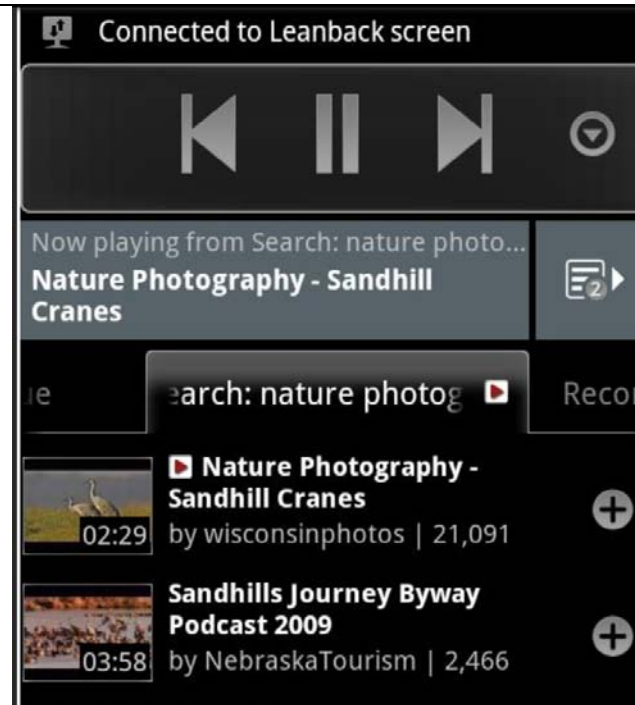 Connected to Leanback screen
Now playing from Search: nature photo...
Nature Photography - Sandhill
Cranes
2
ue
earch: nature photog
Recor
Nature Photography -
Sandhill Cranes
02:29
by wisconsinphotos | 21,091
Sandhills Journey Byway
Podcast 2009
03:58
by NebraskaTourism | 2,466